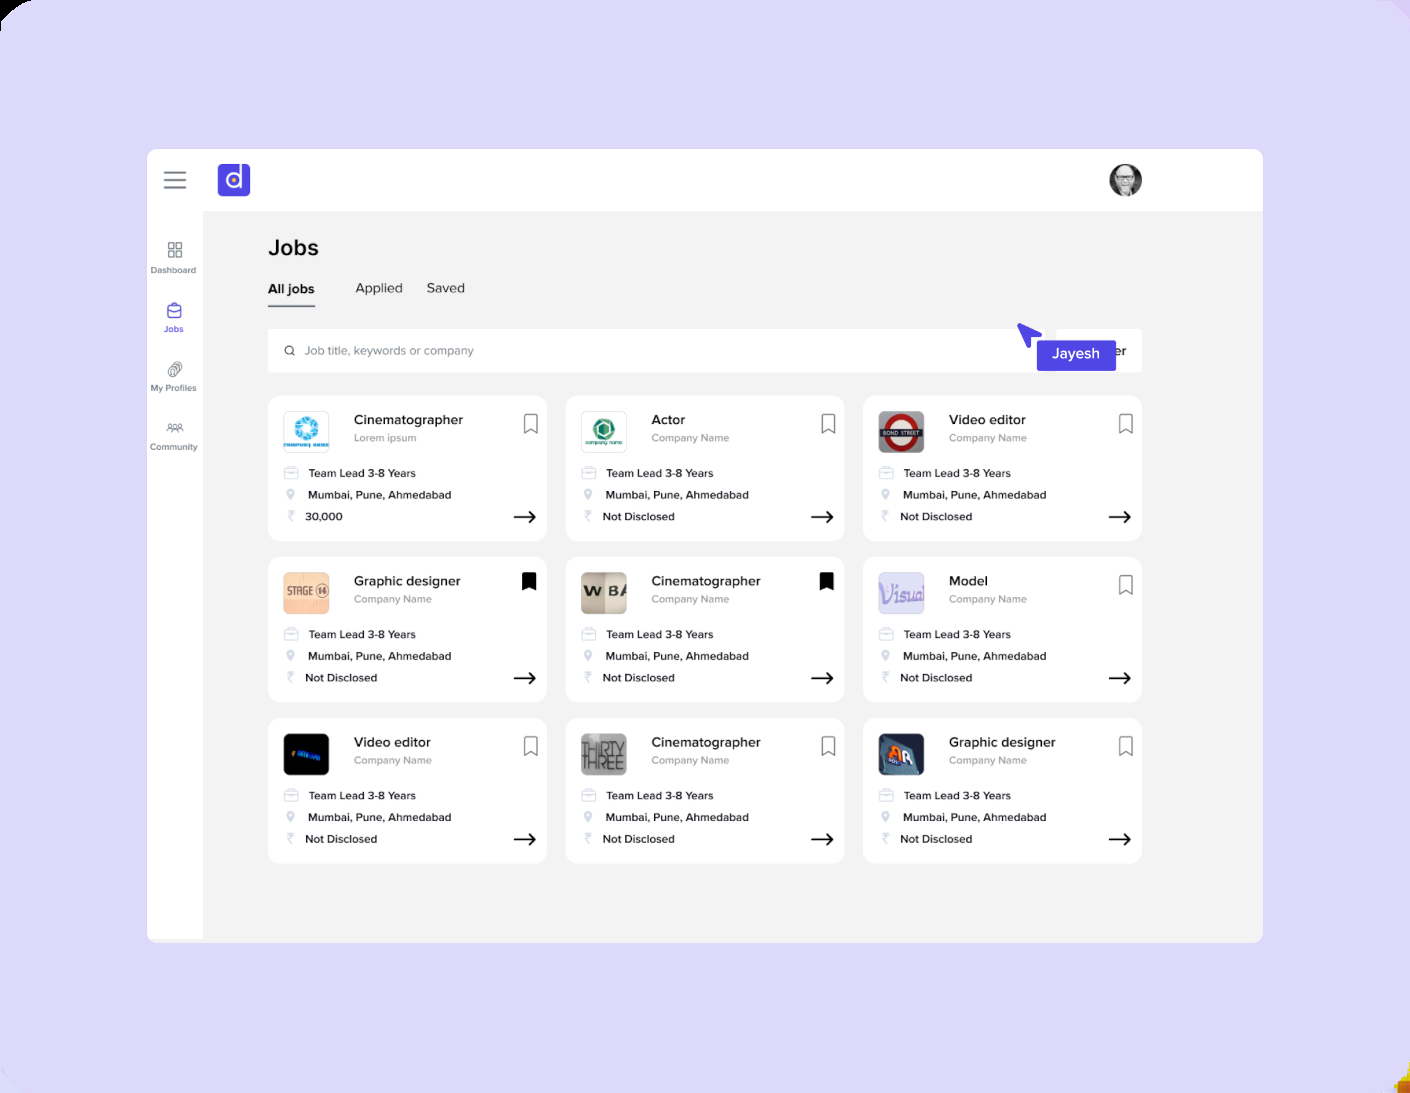 d
Dashboard
Jobs
My Profiles
Community
Jobs
All jobs Applied Saved
Job title, keywords or company
Jayesh
er
COMPANY NAME
Cinematographer
Lorem ipsum
Team Lead 3-8 Years
Mumbai, Pune, Ahmedabad
₹ 30,000
company name
Actor
Company Name
Team Lead 3-8 Years
Mumbai, Pune, Ahmedabad
₹ Not Disclosed
BOND STREET
Video editor
Company Name
Team Lead 3-8 Years
Mumbai, Pune, Ahmedabad
₹ Not Disclosed
STAGE
Graphic designer
Company Name
Team Lead 3-8 Years
Mumbai, Pune, Ahmedabad
₹ Not Disclosed
W BA
Cinematographer
Company Name
Team Lead 3-8 Years
Mumbai, Pune, Ahmedabad
₹ Not Disclosed
Visual
Model
Company Name
Team Lead 3-8 Years
Mumbai, Pune, Ahmedabad
₹ Not Disclosed
Video editor
Company Name
Team Lead 3-8 Years
Mumbai, Pune, Ahmedabad
₹ Not Disclosed
THIRTY
THREE
Cinematographer
Company Name
Team Lead 3-8 Years
Mumbai, Pune, Ahmedabad
₹ Not Disclosed
AR
Graphic designer
Company Name
Team Lead 3-8 Years
Mumbai, Pune, Ahmedabad
₹ Not Disclosed